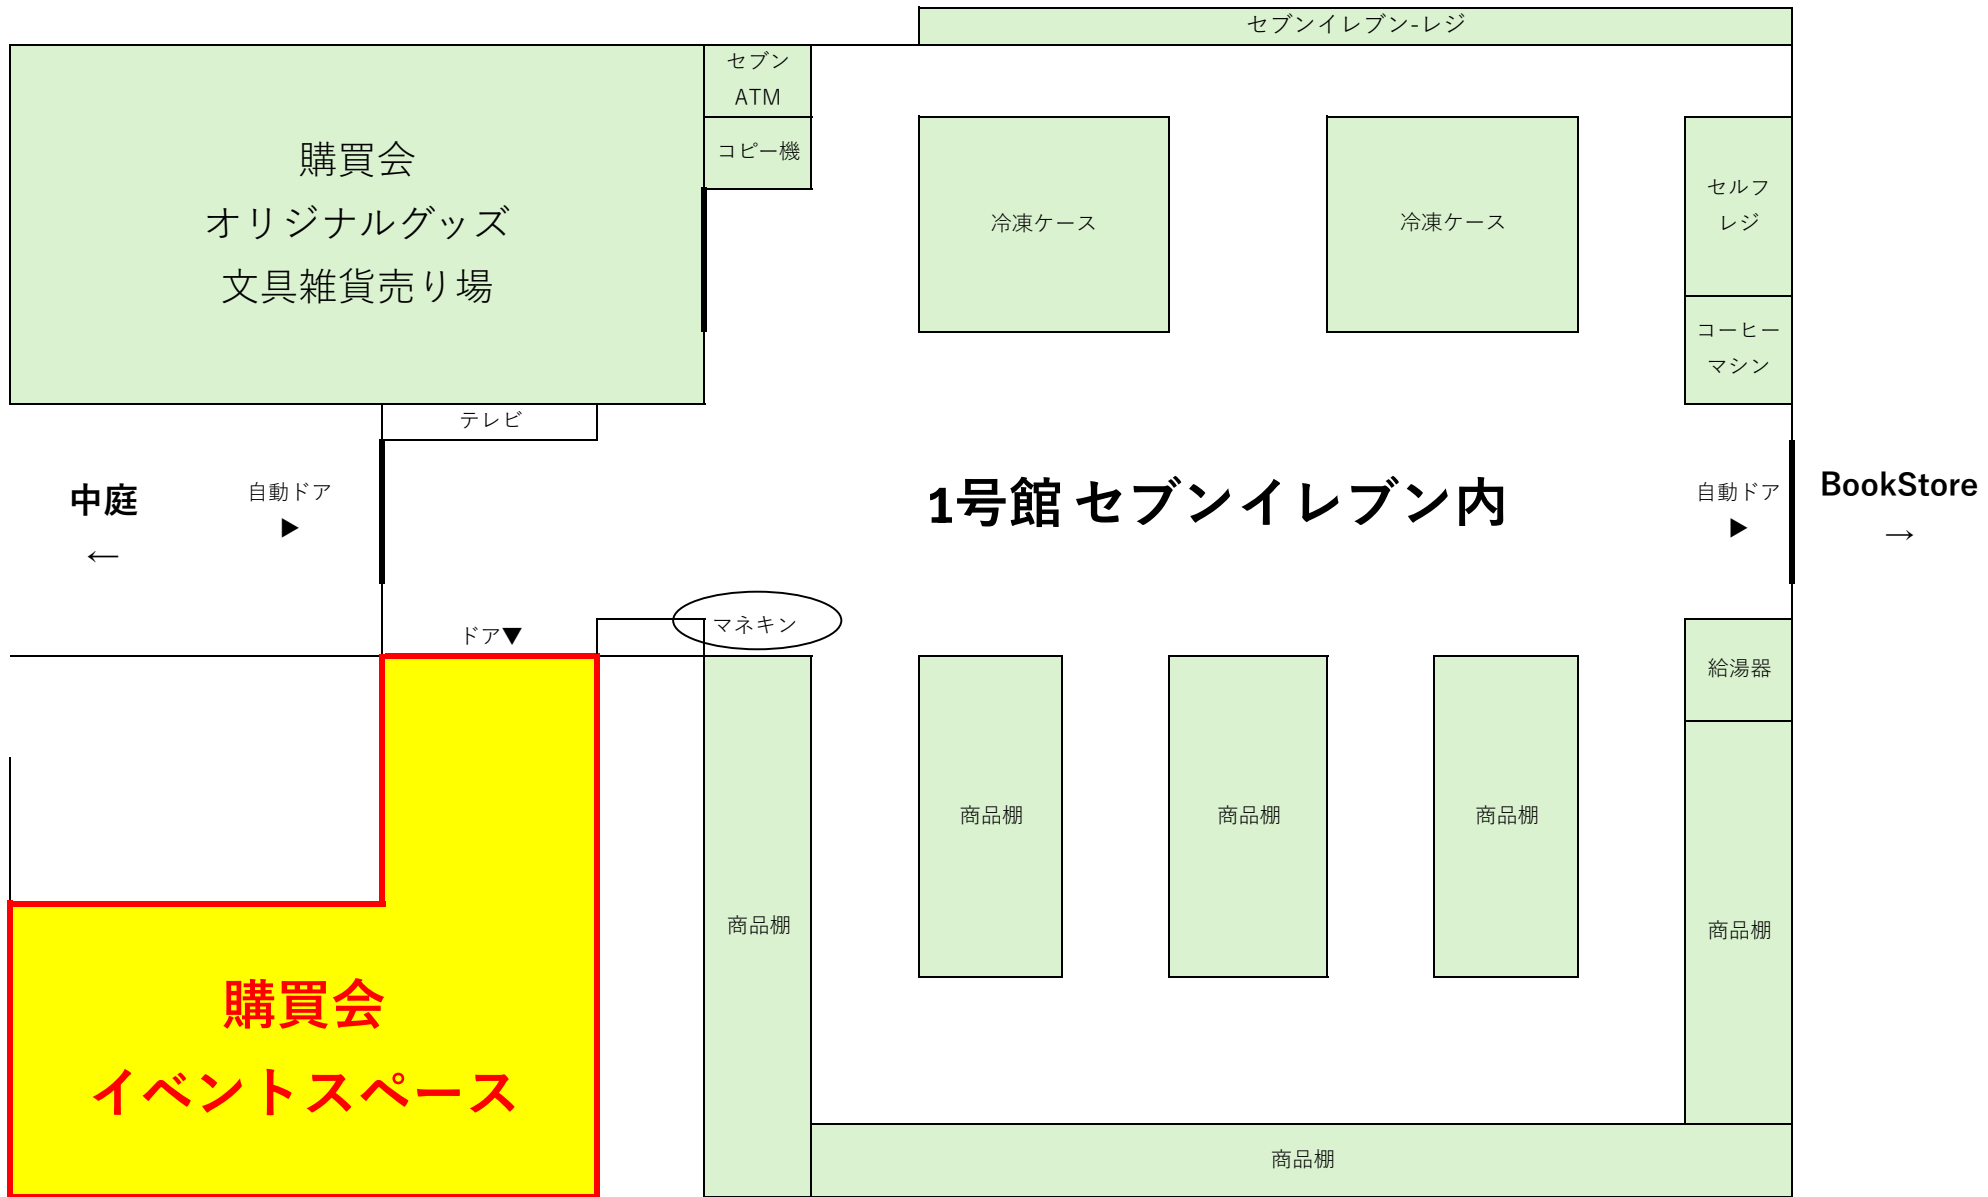 セブンイレブン-レジ
セブン
ATM
コピー機
購買会
オリジナルグッズ
文具雑貨売り場
冷凍ケース
冷凍ケース
セルフ
レジ
コーヒー
マシン
テレビ
中庭
←
自動ドア
▶
1号館 セブンイレブン内
自動ドア
▶
BookStore
→
ドア▼
マネキン
給湯器
商品棚
商品棚
商品棚
商品棚
商品棚
購買会
イベントスペース
商品棚